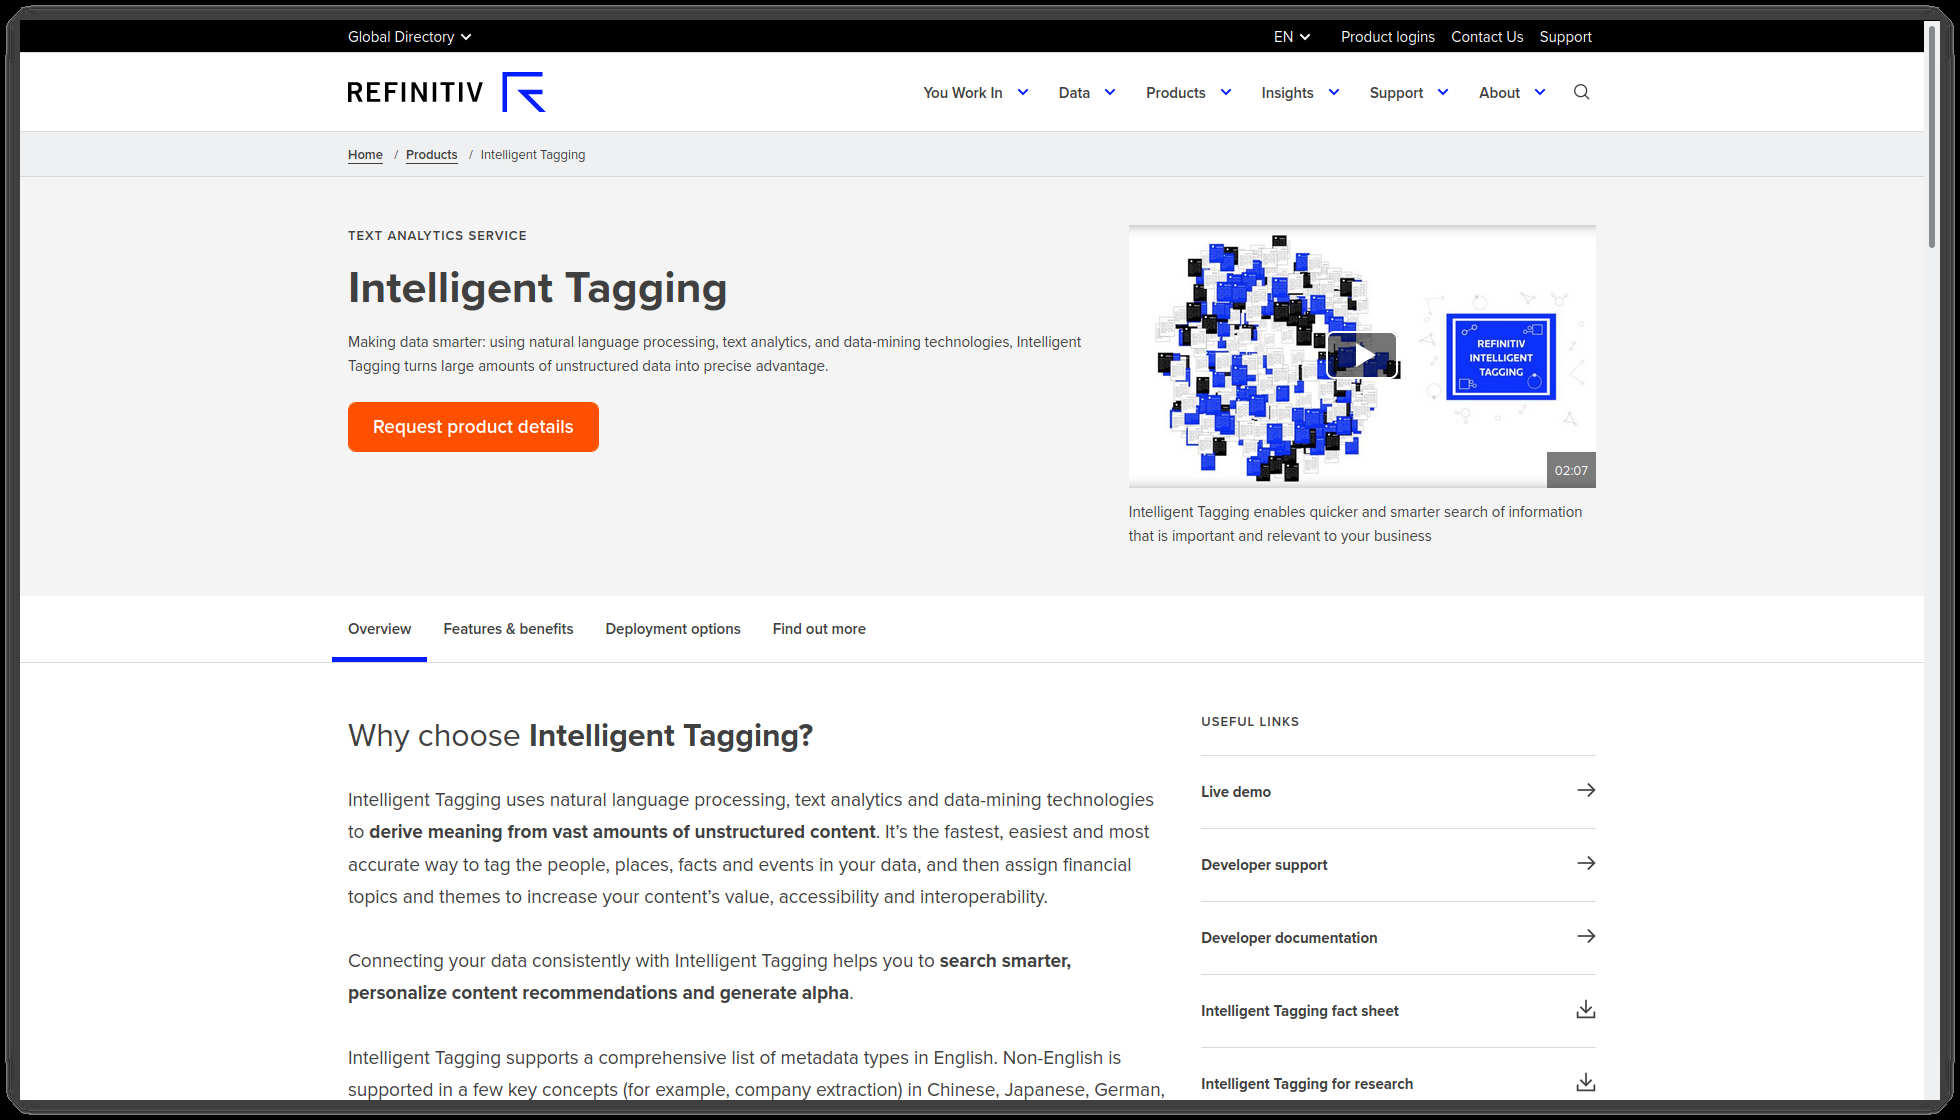 Global Directory
EN Product logins Contact Us Support
REFINITIV
You Work In Data Products Insights Support About
Home / Products / Intelligent Tagging
TEXT ANALYTICS SERVICE
Intelligent Tagging
Making data smarter: using natural language processing, text analytics, and data-mining technologies, Intelligent
Tagging turns large amounts of unstructured data into precise advantage.
Request product details
REFINITIV
INTELLIGENT
TAGGING
02:07
Intelligent Tagging enables quicker and smarter search of information
that is important and relevant to your business
Overview Features & benefits Deployment options Find out more
Why choose Intelligent Tagging?
Intelligent Tagging uses natural language processing, text analytics and data-mining technologies
to derive meaning from vast amounts of unstructured content. It’s the fastest, easiest and most
accurate way to tag the people, places, facts and events in your data, and then assign financial
topics and themes to increase your content’s value, accessibility and interoperability.
Connecting your data consistently with Intelligent Tagging helps you to search smarter,
personalize content recommendations and generate alpha.
Intelligent Tagging supports a comprehensive list of metadata types in English. Non-English is
supported in a few key concepts (for example, company extraction) in Chinese, Japanese, German,
USEFUL LINKS
Live demo
Developer support
Developer documentation
Intelligent Tagging fact sheet
Intelligent Tagging for research